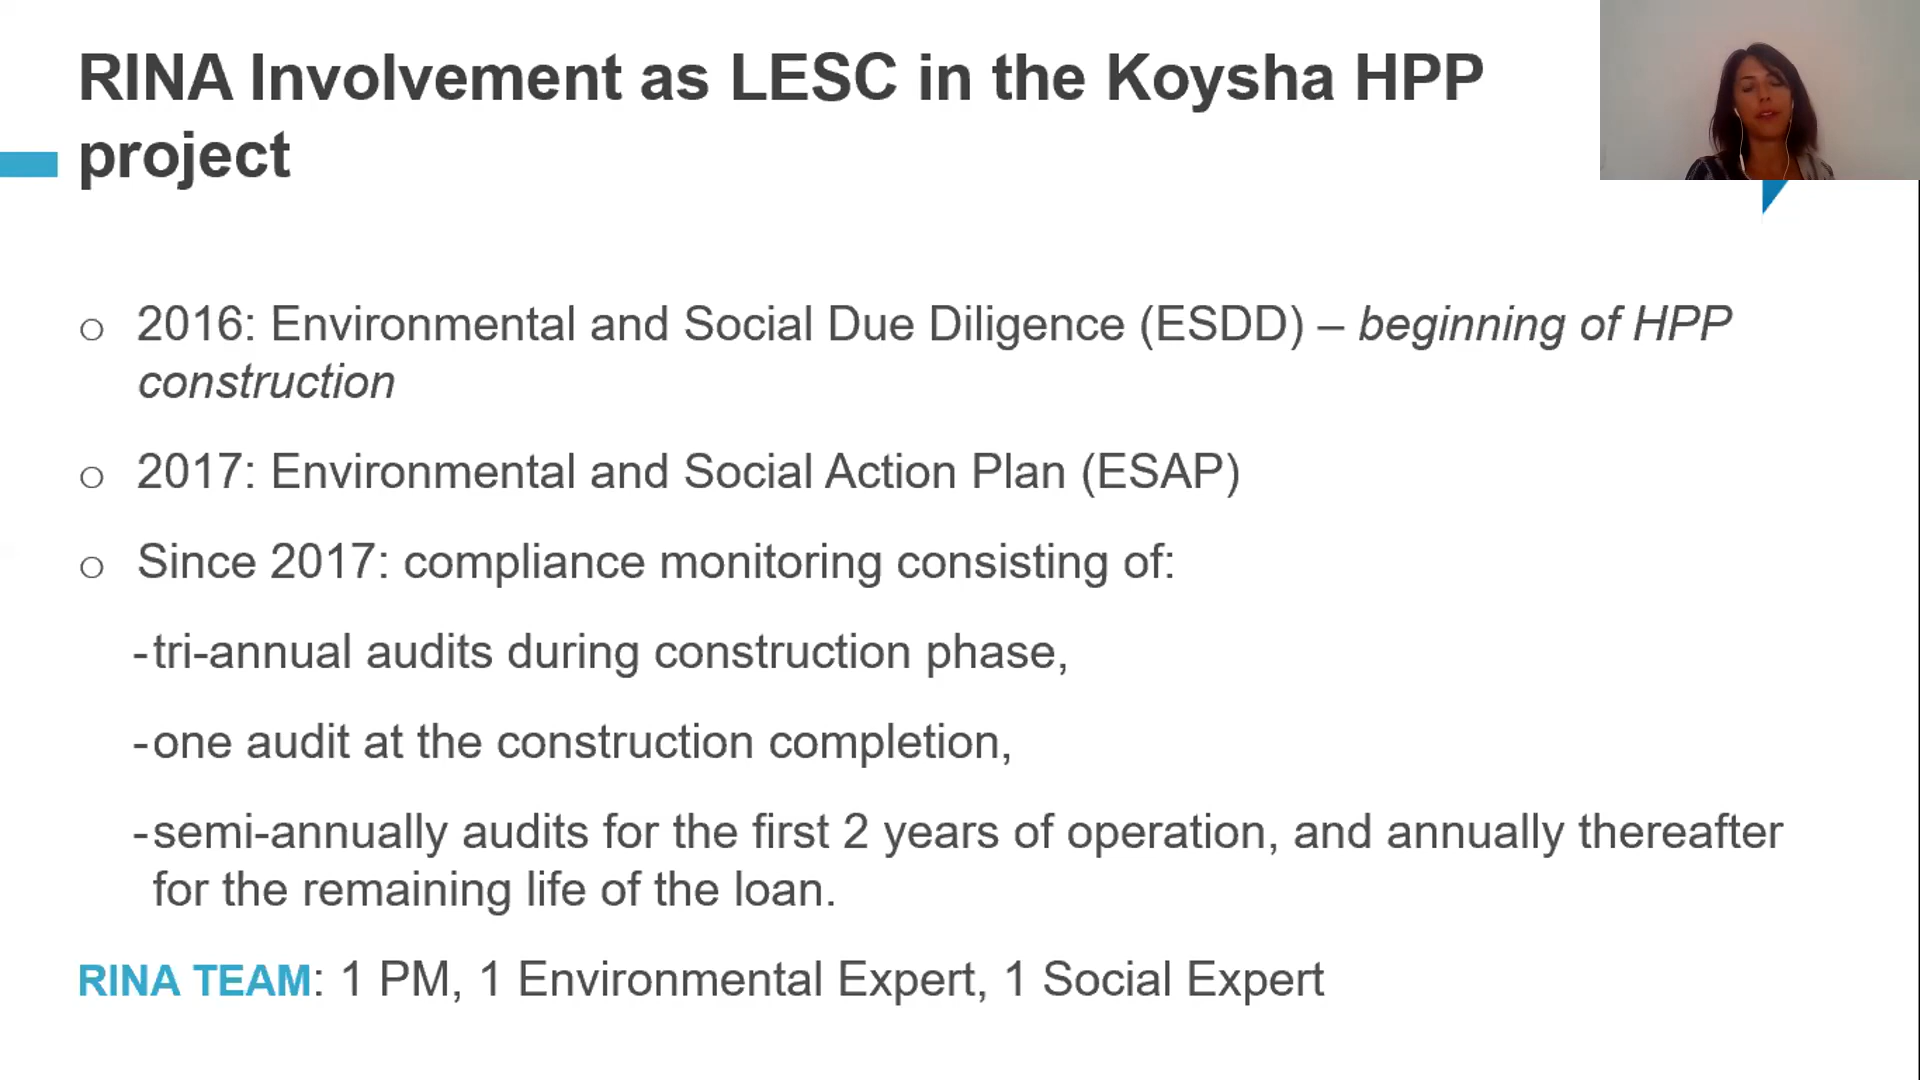 RINA Involvement as LESC in the Koysha HPP
project
o 2016: Environmental and Social Due Diligence (ESDD) – beginning of HPP
construction
o 2017: Environmental and Social Action Plan (ESAP)
o Since 2017: compliance monitoring consisting of:
-tri-annual audits during construction phase,
-one audit at the construction completion,
-semi-annually audits for the first 2 years of operation, and annually thereafter
for the remaining life of the loan.
RINA TEAM: 1 PM, 1 Environmental Expert, 1 Social Expert